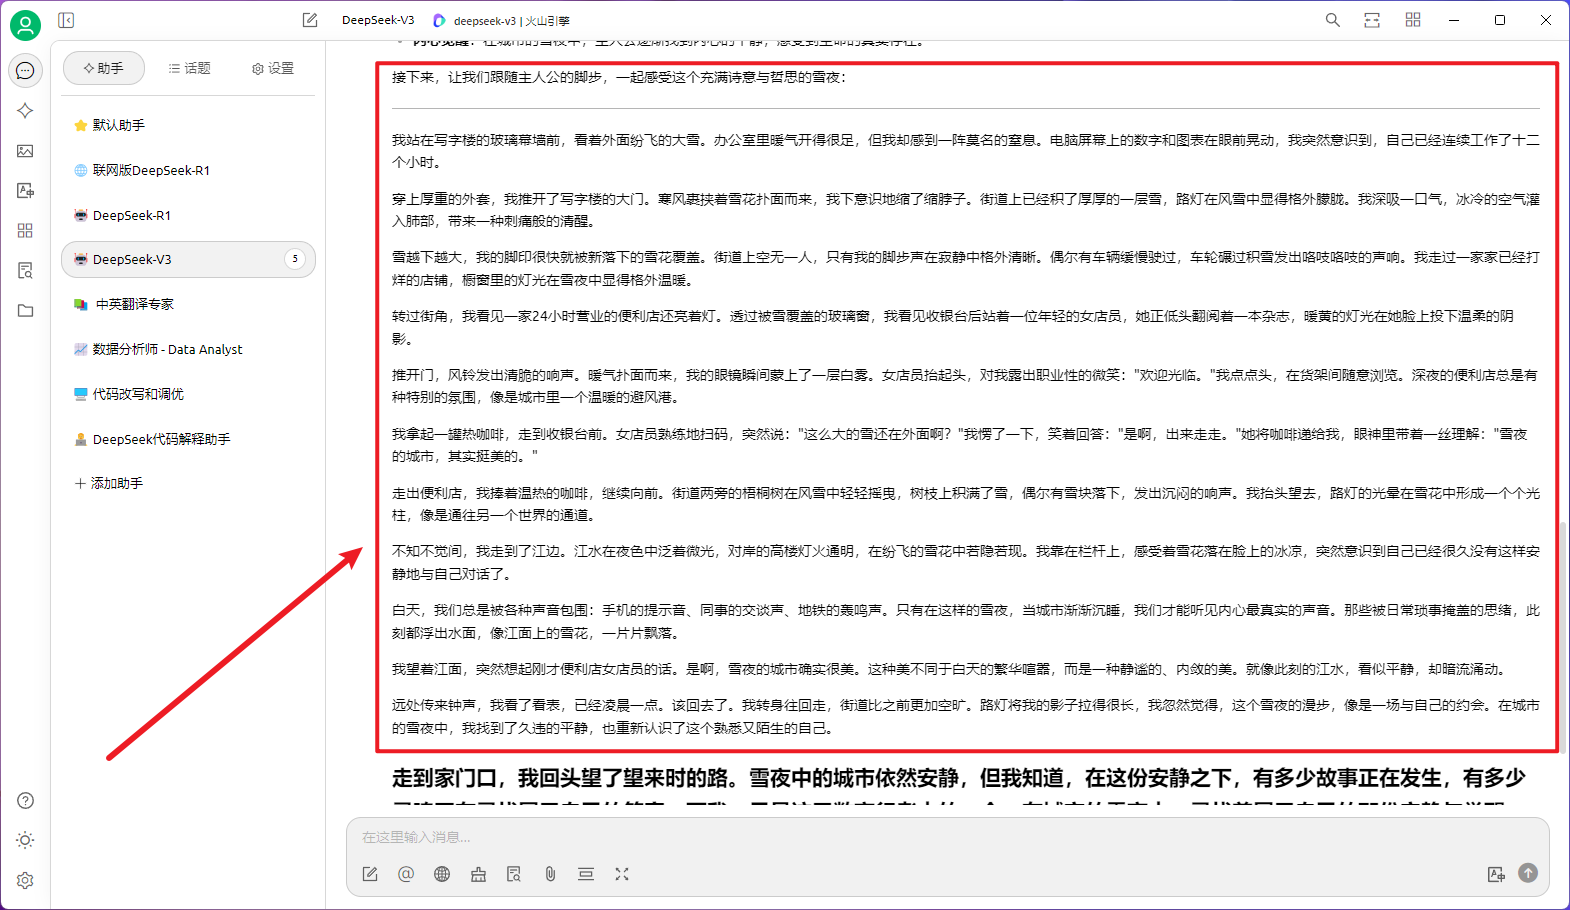 DeepSeek-V3
deepseek-v3 | 火山引擎
助手
话题
设置
默认助手
联网版DeepSeek-R1
DeepSeek-R1
DeepSeek-V3
5
中英翻译专家
数据分析师 - Data Analyst
代码改写和调优
DeepSeek代码解释助手
添加助手
接下来，让我们跟随主人公的脚步，一起感受这个充满诗意与哲思的雪夜：
我站在写字楼的玻璃幕墙前，看着外面纷飞的大雪。办公室里暖气开得很足，但我却感到一阵莫名的窒息。电脑屏幕上的数字和图表在眼前晃动，我突然意识到，自己已经连续工作了十二
个小时。
穿上厚重的外套，我推开了写字楼的大门。寒风裹挟着雪花扑面而来，我下意识地缩了缩脖子。街道上已经积了厚厚的一层雪，路灯在风雪中显得格外朦胧。我深吸一口气，冰冷的空气灌
入肺部，带来一种刺痛般的清醒。
雪越下越大，我的脚印很快就被新落下的雪花覆盖。街道上空无一人，只有我的脚步声在寂静中格外清晰。偶尔有车辆缓慢驶过，车轮碾过积雪发出咯吱咯吱的声响。我走过一家家已经打
烊的店铺，橱窗里的灯光在雪夜中显得格外温暖。
转过街角，我看见一家24小时营业的便利店还亮着灯。透过被雪覆盖的玻璃窗，我看见收银台后站着一位年轻的女店员，她正低头翻阅着一本杂志，暖黄的灯光在她脸上投下温柔的阴
影。
推开门，风铃发出清脆的响声。暖气扑面而来，我的眼镜瞬间蒙上了一层白雾。女店员抬起头，对我露出职业性的微笑："欢迎光临。"我点点头，在货架间随意浏览。深夜的便利店总是有
种特别的氛围，像是城市里一个温暖的避风港。
我拿起一罐热咖啡，走到收银台前。女店员熟练地扫码，突然说："这么大的雪还在外面啊？"我愣了一下，笑着回答："是啊，出来走走。"她将咖啡递给我，眼神里带着一丝理解："雪夜
的城市，其实挺美的。"
走出便利店，我捧着温热的咖啡，继续向前。街道两旁的梧桐树在风雪中轻轻摇曳，树枝上积满了雪，偶尔有雪块落下，发出沉闷的响声。我抬头望去，路灯的光晕在雪花中形成一个个光
柱，像是通往另一个世界的通道。
不知不觉间，我走到了江边。江水在夜色中泛着微光，对岸的高楼灯火通明，在纷飞的雪花中若隐若现。我靠在栏杆上，感受着雪花落在脸上的冰凉，突然意识到自己已经很久没有这样安
静地与自己对话了。
白天，我们总是被各种声音包围：手机的提示音、同事的交谈声、地铁的轰鸣声。只有在这样的雪夜，当城市渐渐沉睡，我们才能听见内心最真实的声音。那些被日常琐事掩盖的思绪，此
刻都浮出水面，像江面上的雪花，一片片飘落。
我望着江面，突然想起刚才便利店女店员的话。是啊，雪夜的城市确实很美。这种美不同于白天的繁华喧嚣，而是一种静谧的、内敛的美。就像此刻的江水，看似平静，却暗流涌动。
远处传来钟声，我看了看表，已经凌晨一点。该回去了。我转身往回走，街道比之前更加空旷。路灯将我的影子拉得很长，我忽然觉得，这个雪夜的漫步，像是一场与自己的约会。在城市
的雪夜中，我找到了久违的平静，也重新认识了这个熟悉又陌生的自己。
走到家门口，我回头望了望来时的路。雪夜中的城市依然安静，但我知道，在这份安静之下，有多少故事正在发生，有多少
在这里输入消息...